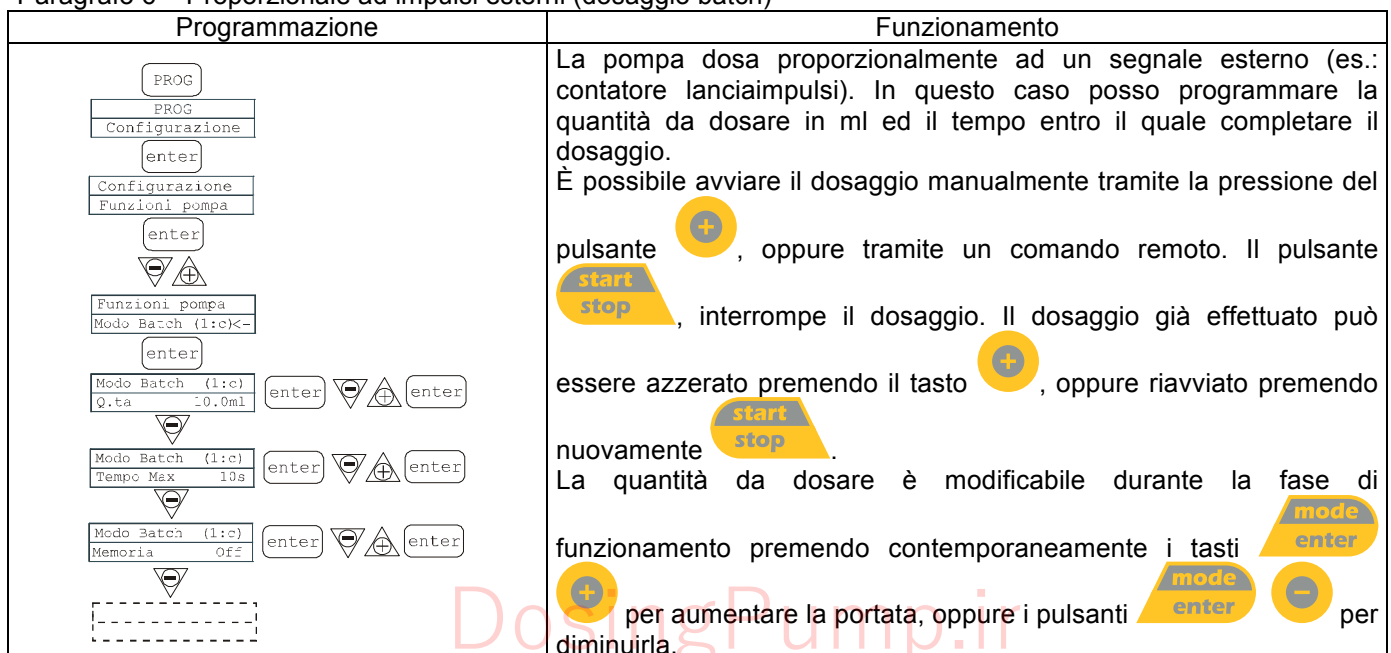 Paragrafo 6 – Proporzionale ad impulsi esterni (dosaggio batch)
Programmazione
PROG
PROG
Configurazione
enter
Configurazione
Funzioni pompa
enter
Funzioni pompa
Modo Batch (1:c)<-
enter
Modo Batch (1:c)
Q.ta 10.0ml
enter
enter
Modo Batch (1:c)
Tempo Max 10s
enter
enter
Modo Batch (1:c)
Memoria Off
enter
enter
Funzionamento
La pompa dosa proporzionalmente ad un segnale esterno (es.:
contatore lanciaimpulsi). In questo caso posso programmare la
quantità da dosare in ml ed il tempo entro il quale completare il
dosaggio.
È possibile avviare il dosaggio manualmente tramite la pressione del
pulsante +, oppure tramite un comando remoto. Il pulsante
start
stop, interrompe il dosaggio. Il dosaggio già effettuato può
essere azzerato premendo il tasto +, oppure riavviato premendo
nuovamente start stop.
La quantità da dosare è modificabile durante la fase di
funzionamento premendo contemporaneamente i tasti mode enter
+ per aumentare la portata, oppure i pulsanti mode enter - per
diminuirla.
DosingPump.ir